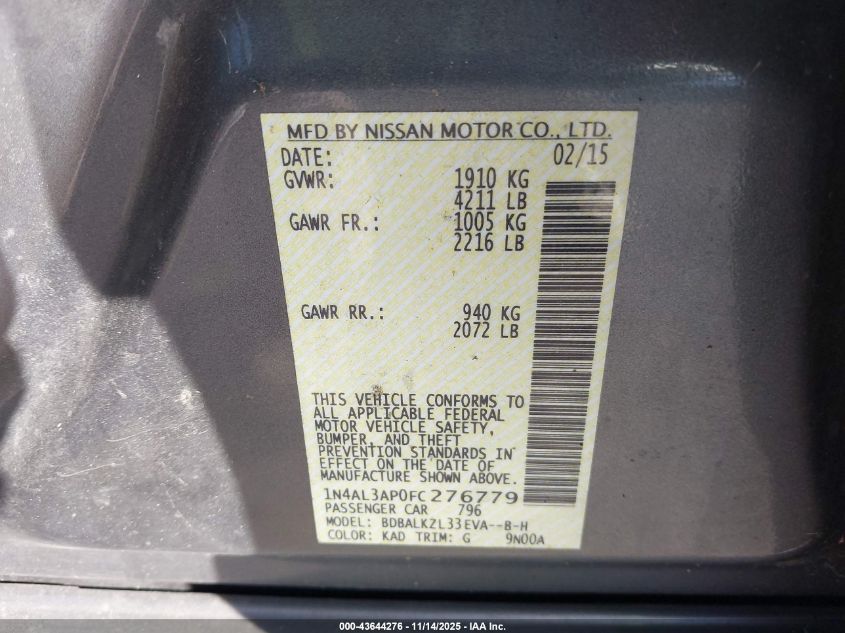 MFD BY NISSAN MOTOR CO., LTD.
DATE: 02/15
GVWR: 1910 KG
4211 LB
GAWR FR.: 1005 KG
2216 LB
GAWR RR.: 940 KG
2072 LB
THIS VEHICLE CONFORMS TO
ALL APPLICABLE FEDERAL
MOTOR VEHICLE SAFETY,
BUMPER, AND THEFT
PREVENTION STANDARDS IN
EFFECT ON THE DATE OF
MANUFACTURE SHOWN ABOVE.
1N4AL3AP0FC276779
PASSENGER CAR 796
MODEL: BDBALKZL33EVA--B-H
COLOR: KAD TRIM: G 9N00A
000-43644276 - 11/14/2025 - IAA Inc.